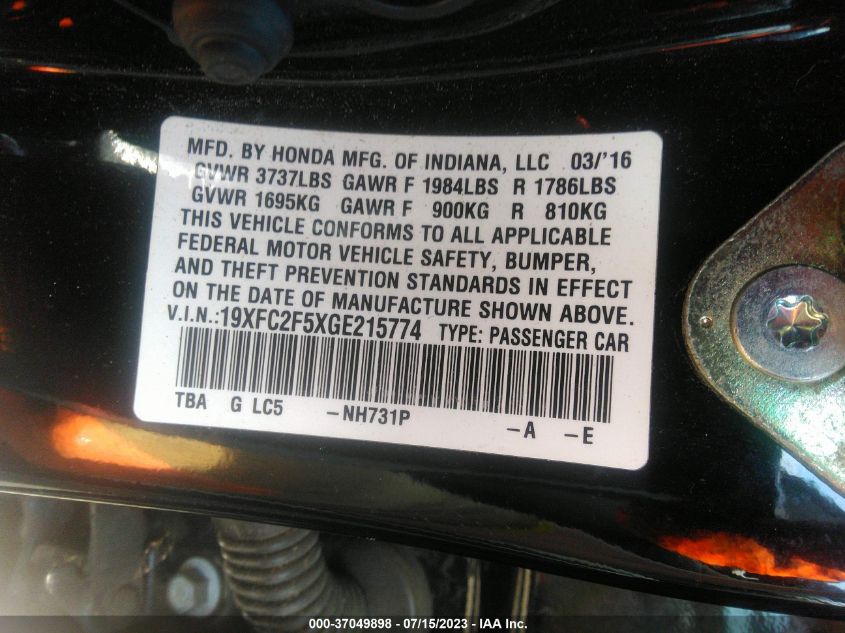 MFD. BY HONDA MFG. OF INDIANA, LLC 03/'16
GVWR 3737LBS GAWR F 1984LBS R 1786LBS
GVWR 1695KG GAWR F 900KG R 810KG
THIS VEHICLE CONFORMS TO ALL APPLICABLE
FEDERAL MOTOR VEHICLE SAFETY, BUMPER,
AND THEFT PREVENTION STANDARDS IN EFFECT
ON THE DATE OF MANUFACTURE SHOWN ABOVE.
V.I.N.:19XFC2F5XGE215774 TYPE: PASSENGER CAR
TBA G LC5 -NH731P -A -E
000-37049898 - 07/15/2023 - IAA Inc.